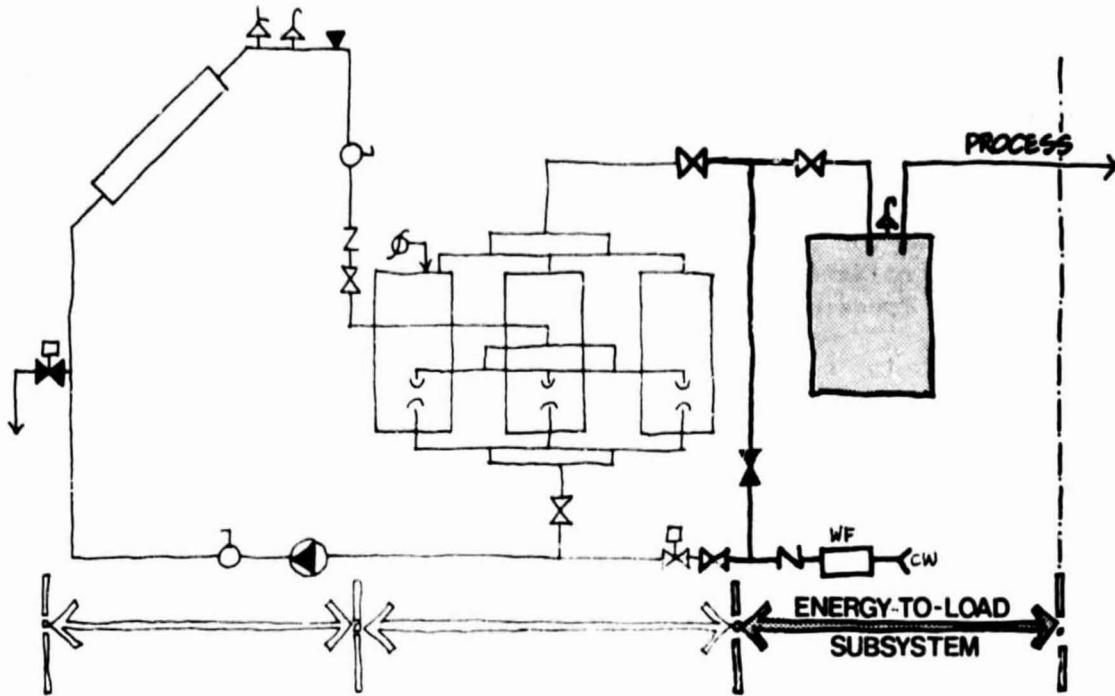 PROCESS
WF
CW
ENERGY-TO-LOAD
SUBSYSTEM